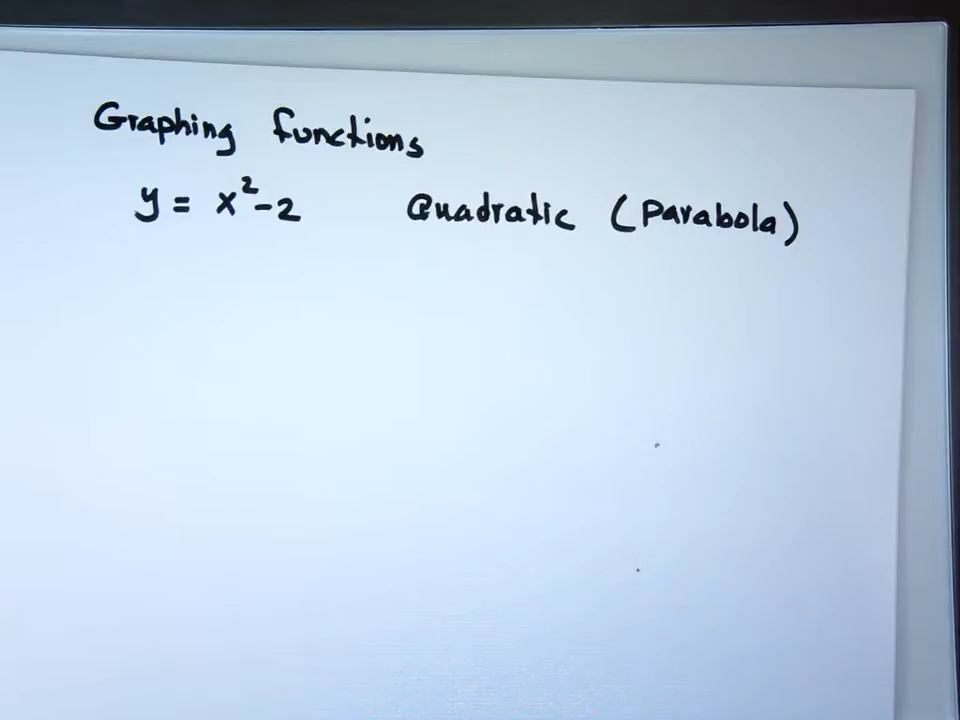 Graphing functions
y = x²-2 Quadratic (Parabola)